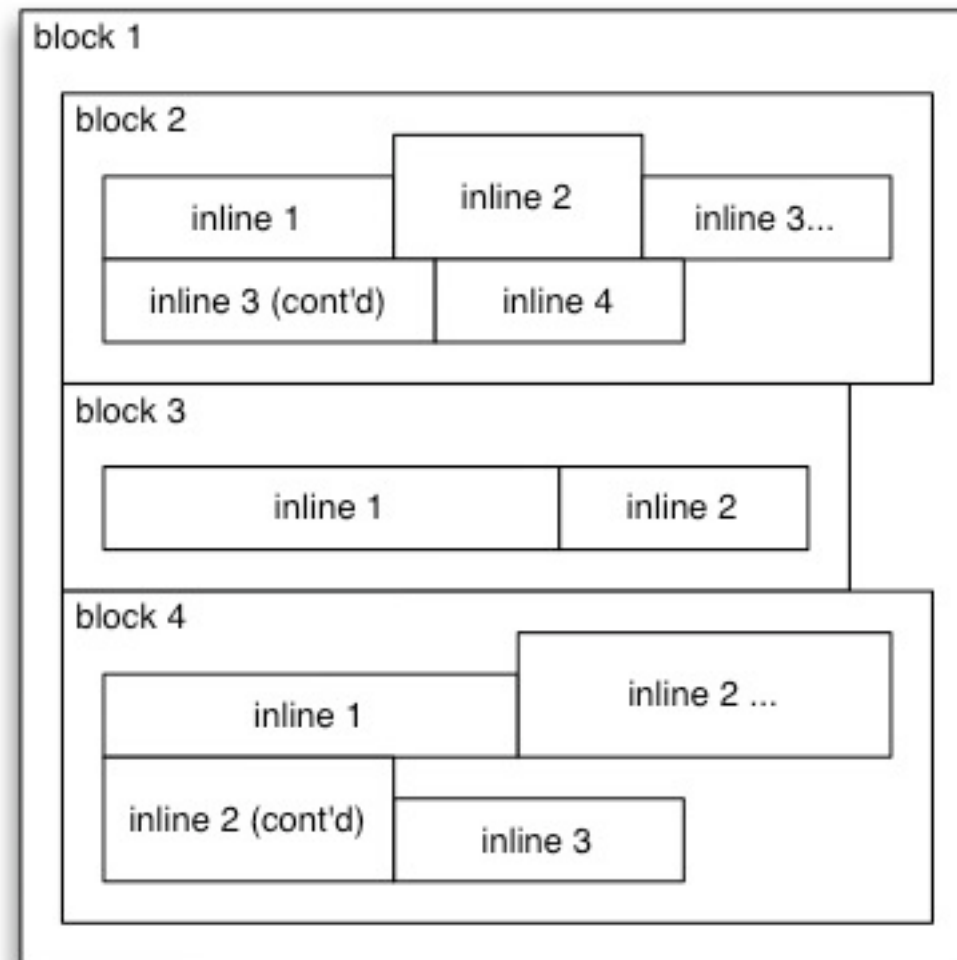 block 1
block 2
inline 1
inline 2
inline 3...
inline 3 (cont'd)
inline 4
block 3
inline 1
inline 2
block 4
inline 1
inline 2 ...
inline 2 (cont'd)
inline 3